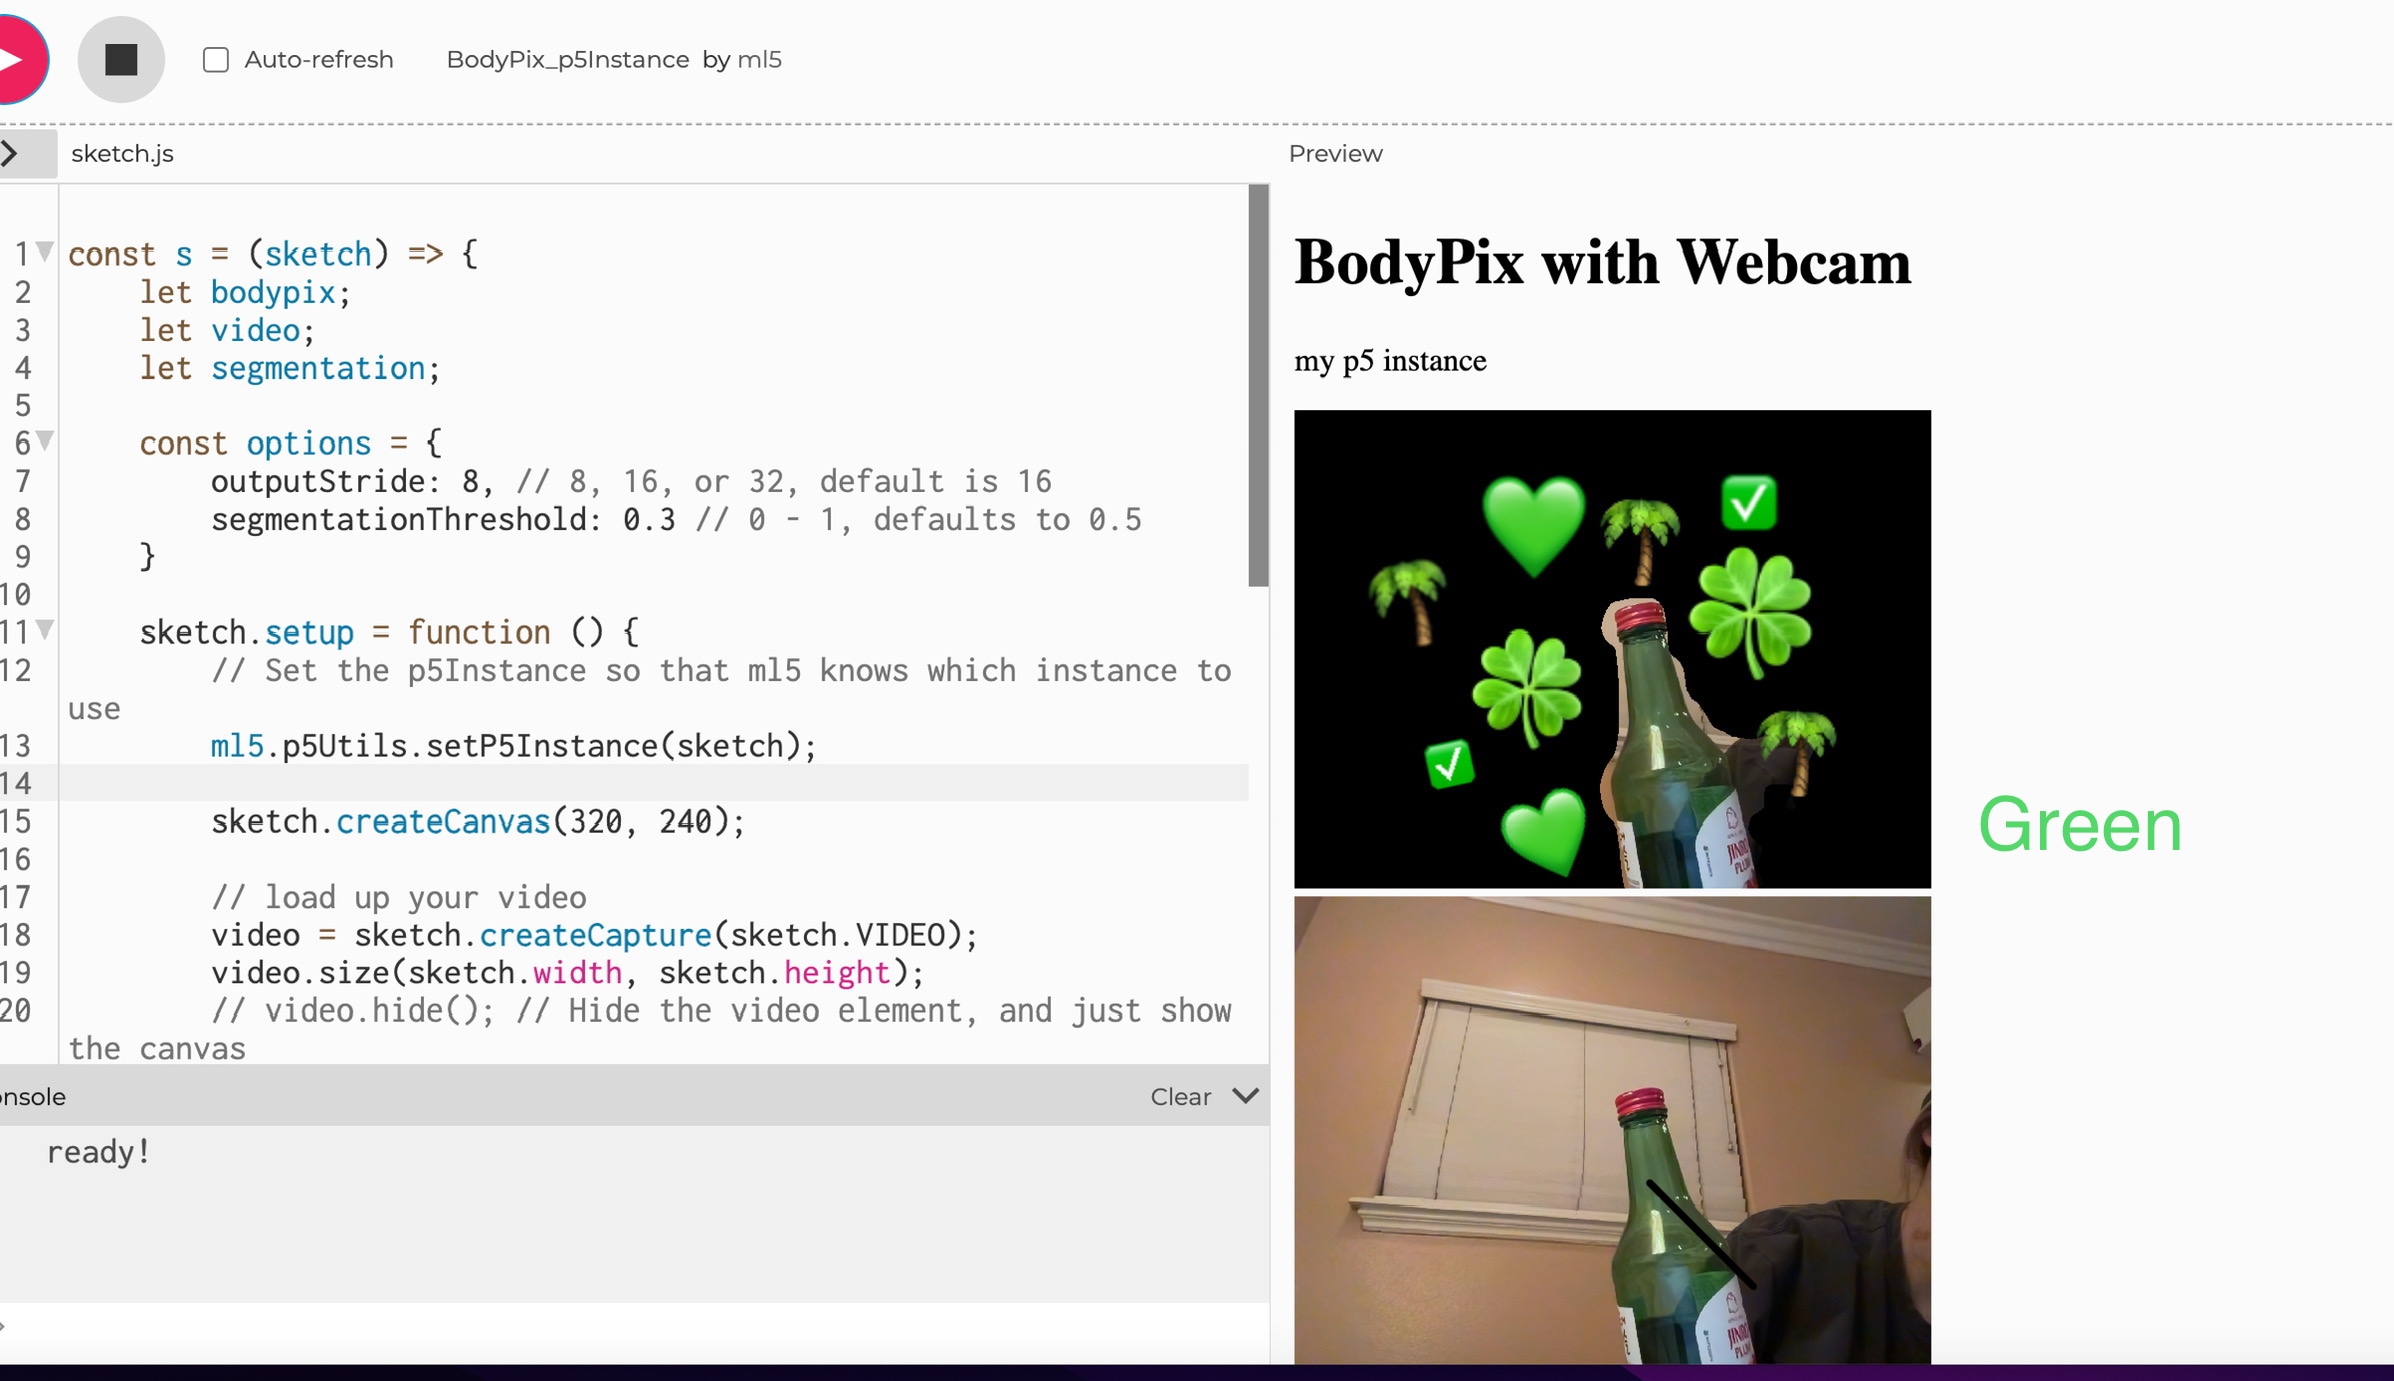 Auto-refresh BodyPix_p5Instance by ml5
sketch.js
1 const s = (sketch) => {
2 let bodypix;
3 let video;
4 let segmentation;
5
6 const options = {
7 outputStride: 8, // 8, 16, or 32, default is 16
8 segmentationThreshold: 0.3 // 0 - 1, defaults to 0.5
9 }
10
11 sketch.setup = function () {
12 // Set the p5Instance so that ml5 knows which instance to
use
13 ml5.p5Utils.setP5Instance(sketch);
14
15 sketch.createCanvas(320, 240);
16
17 // load up your video
18 video = sketch.createCapture(sketch.VIDEO);
19 video.size(sketch.width, sketch.height);
20 // video.hide(); // Hide the video element, and just show
the canvas
onsole Clear
ready!
Preview
BodyPix with Webcam
my p5 instance
JINRO
PLUM
Green
JINRO
PLUM